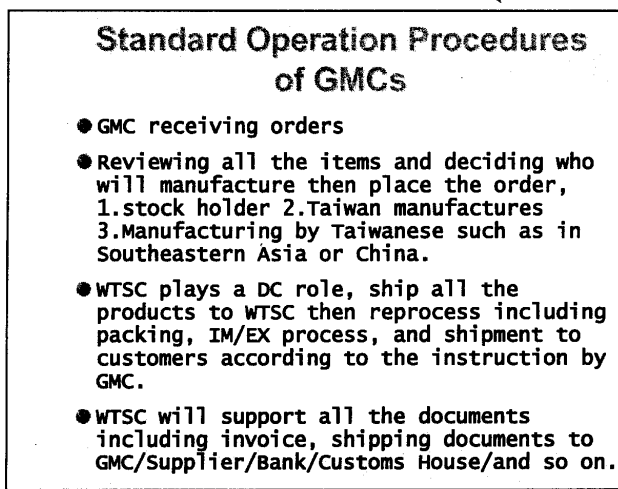 Standard Operation Procedures
of GMCs
GMC receiving orders
Reviewing all the items and deciding who
will manufacture then place the order,
1.stock holder 2.Taiwan manufactures
3.Manufacturing by Taiwanese such as in
Southeastern Asia or China.
WTSC plays a DC role, ship all the
products to WTSC then reprocess including
packing, IM/EX process, and shipment to
customers according to the instruction by
GMC.
WTSC will support all the documents
including invoice, shipping documents to
GMC/Supplier/Bank/Customs House/and so on.